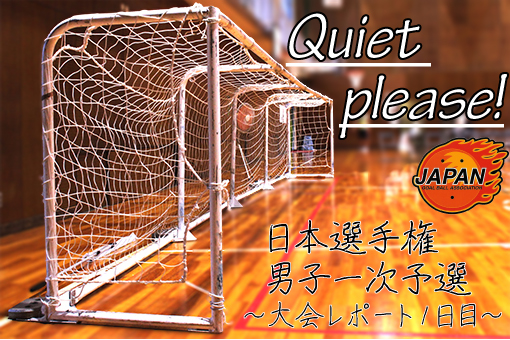 Quiet
please!
JAPAN
GOAL BALL ASSOCIATION
日本選手権
男子一次予選
～大会レポート1日目～